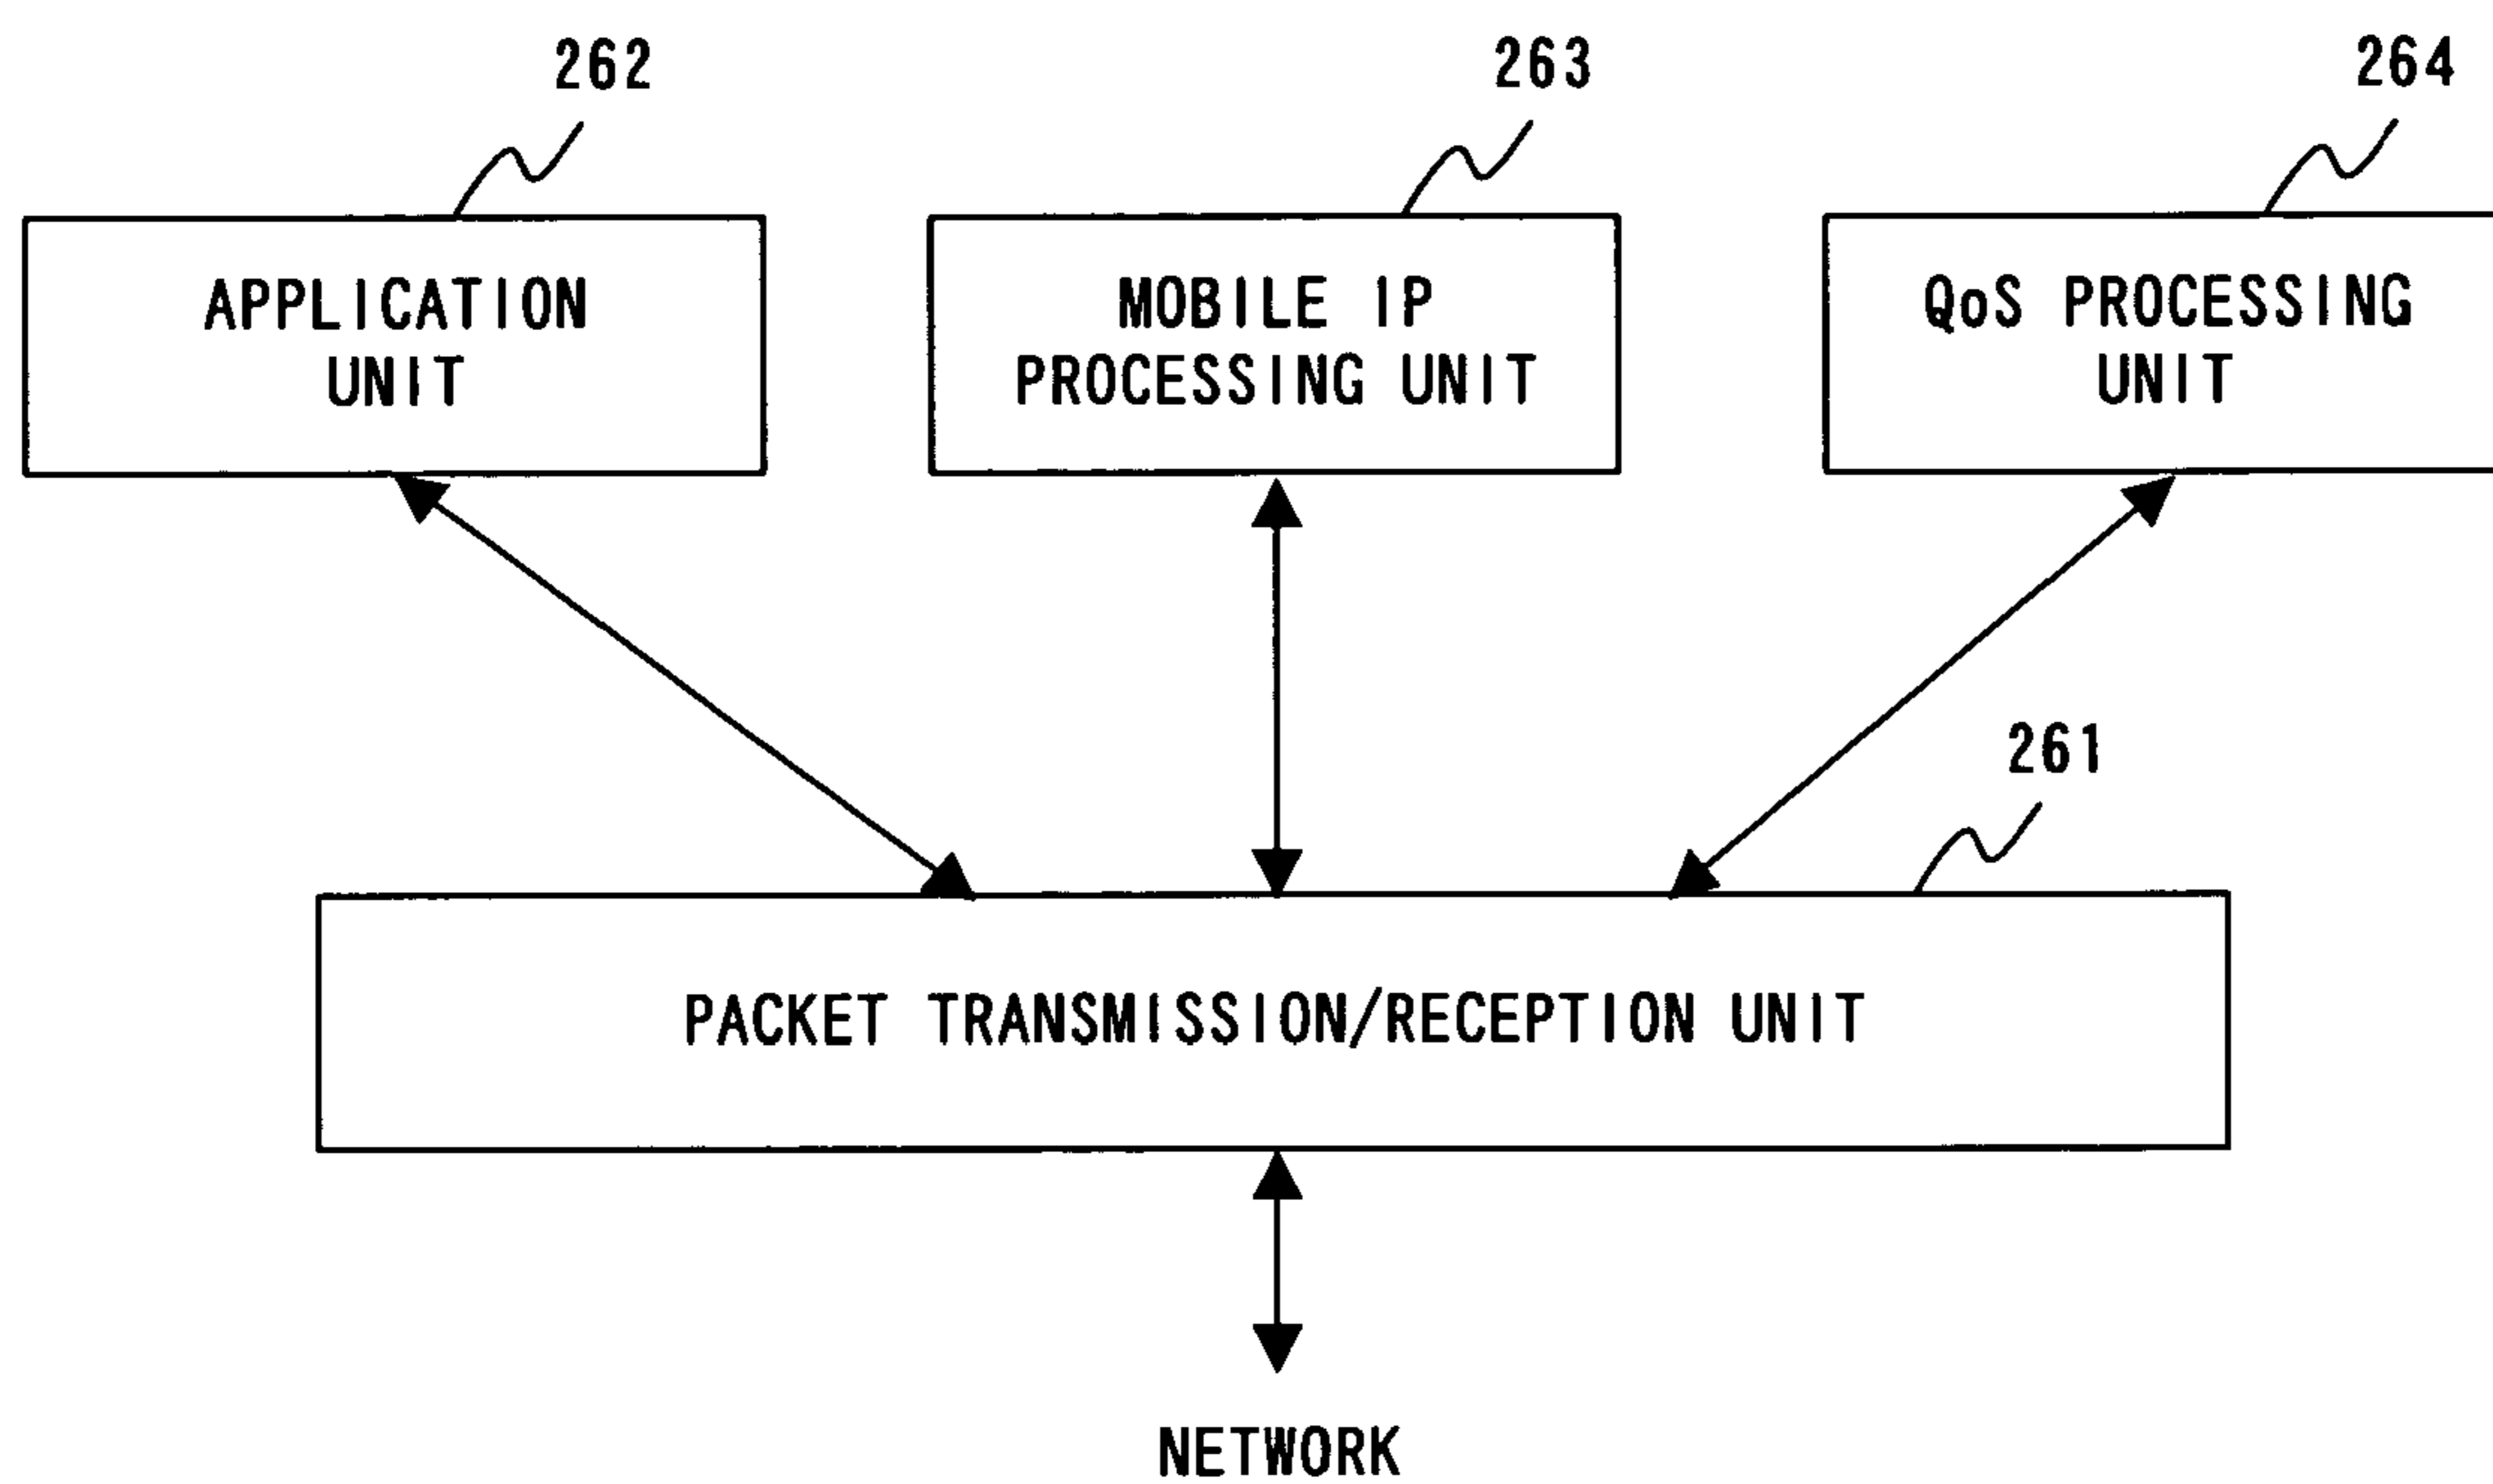 262
263
264
APPLICATION
UNIT
MOBILE IP
PROCESSING UNIT
QoS PROCESSING
UNIT
261
PACKET TRANSMISSION/RECEPTION UNIT
NETWORK